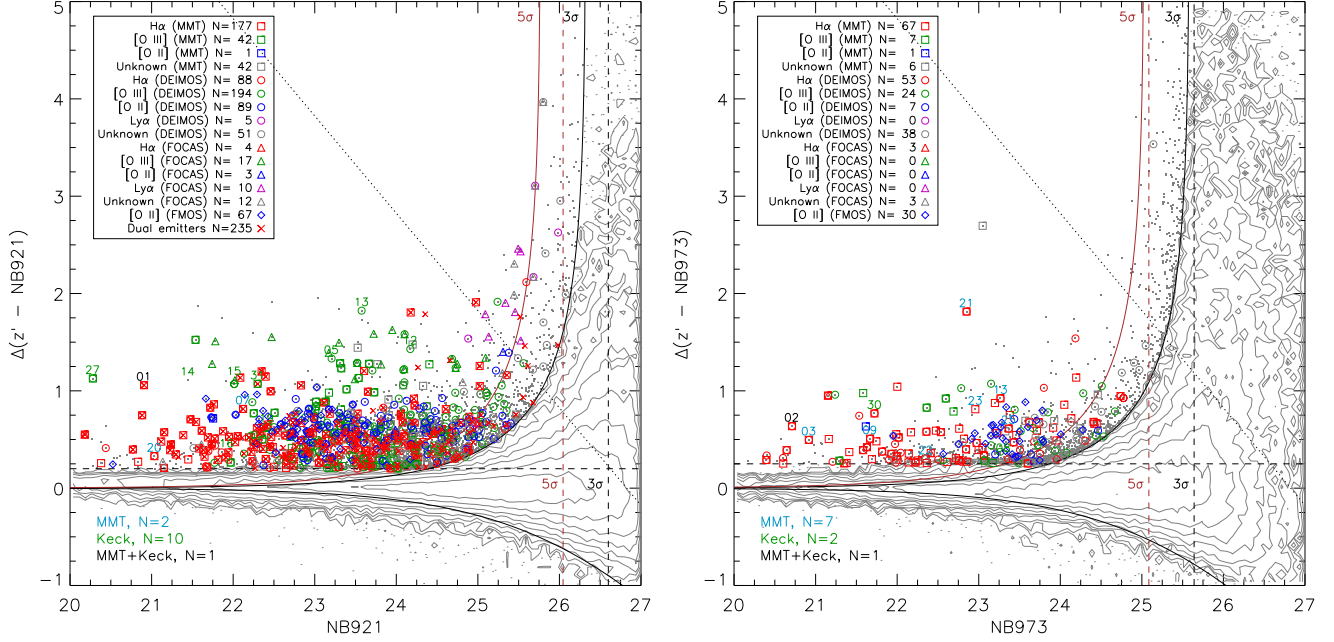 5σ
3σ
Hα (MMT) N=177
[O III] (MMT) N= 42
[O II] (MMT) N= 1
Unknown (MMT) N= 42
Hα (DEIMOS) N= 88
[O III] (DEIMOS) N=194
[O II] (DEIMOS) N= 89
Lyα (DEIMOS) N= 5
Unknown (DEIMOS) N= 51
Hα (FOCAS) N= 4
[O III] (FOCAS) N= 17
[O II] (FOCAS) N= 3
Lyα (FOCAS) N= 10
Unknown (FOCAS) N= 12
[O II] (FMOS) N= 67
Dual emitters N=235
5
4
3
2
1
0
−1
Δ(z' − NB921)
13
05
14
15
27
01
5σ
3σ
MMT, N=2
Keck, N=10
MMT+Keck, N=1
20 21 22 23 24 25 26 27
NB921
5σ
3σ
Hα (MMT) N= 67
[O III] (MMT) N= 7
[O II] (MMT) N= 1
Unknown (MMT) N= 6
Hα (DEIMOS) N= 53
[O III] (DEIMOS) N= 24
[O II] (DEIMOS) N= 7
Lyα (DEIMOS) N= 0
Unknown (DEIMOS) N= 38
Hα (FOCAS) N= 3
[O III] (FOCAS) N= 0
[O II] (FOCAS) N= 0
Lyα (FOCAS) N= 0
Unknown (FOCAS) N= 3
[O II] (FMOS) N= 30
5
4
3
2
1
0
−1
Δ(z' − NB973)
21
13
23
30
02
03
5σ
3σ
MMT, N=7
Keck, N=2
MMT+Keck, N=1
20 21 22 23 24 25 26 27
NB973